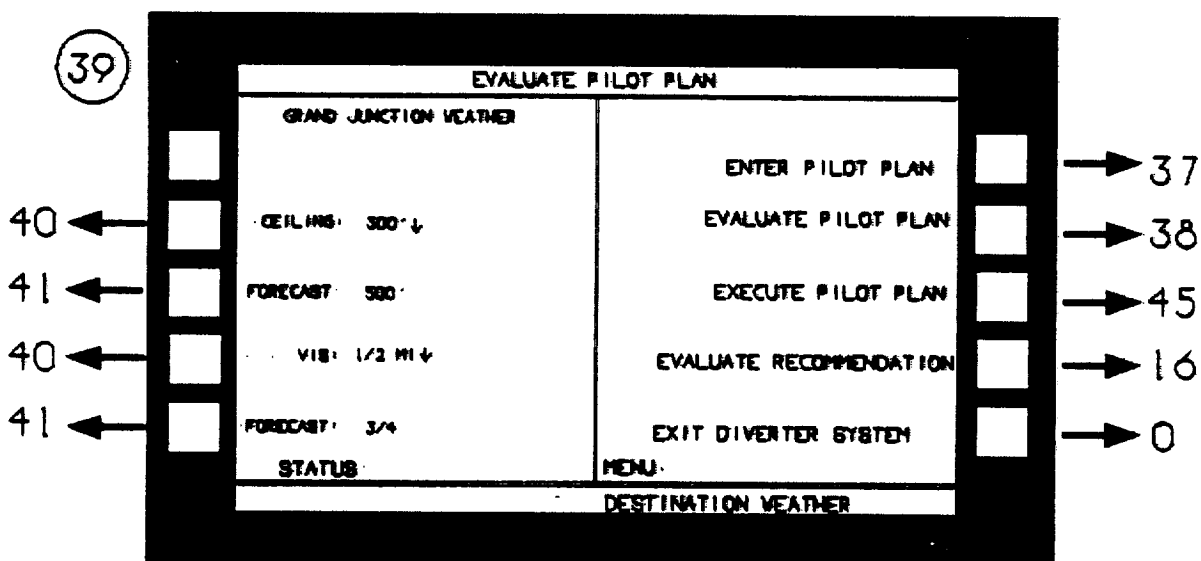 39
EVALUATE PILOT PLAN
GRAND JUNCTION WEATHER
ENTER PILOT PLAN
37
40
CEILING: 300' ↓
EVALUATE PILOT PLAN
38
41
FORECAST: 500'
EXECUTE PILOT PLAN
45
40
VIS: 1/2 MI ↓
EVALUATE RECOMMENDATION
16
41
FORECAST: 3/4
EXIT DIVERTER SYSTEM
0
STATUS
MENU
DESTINATION WEATHER